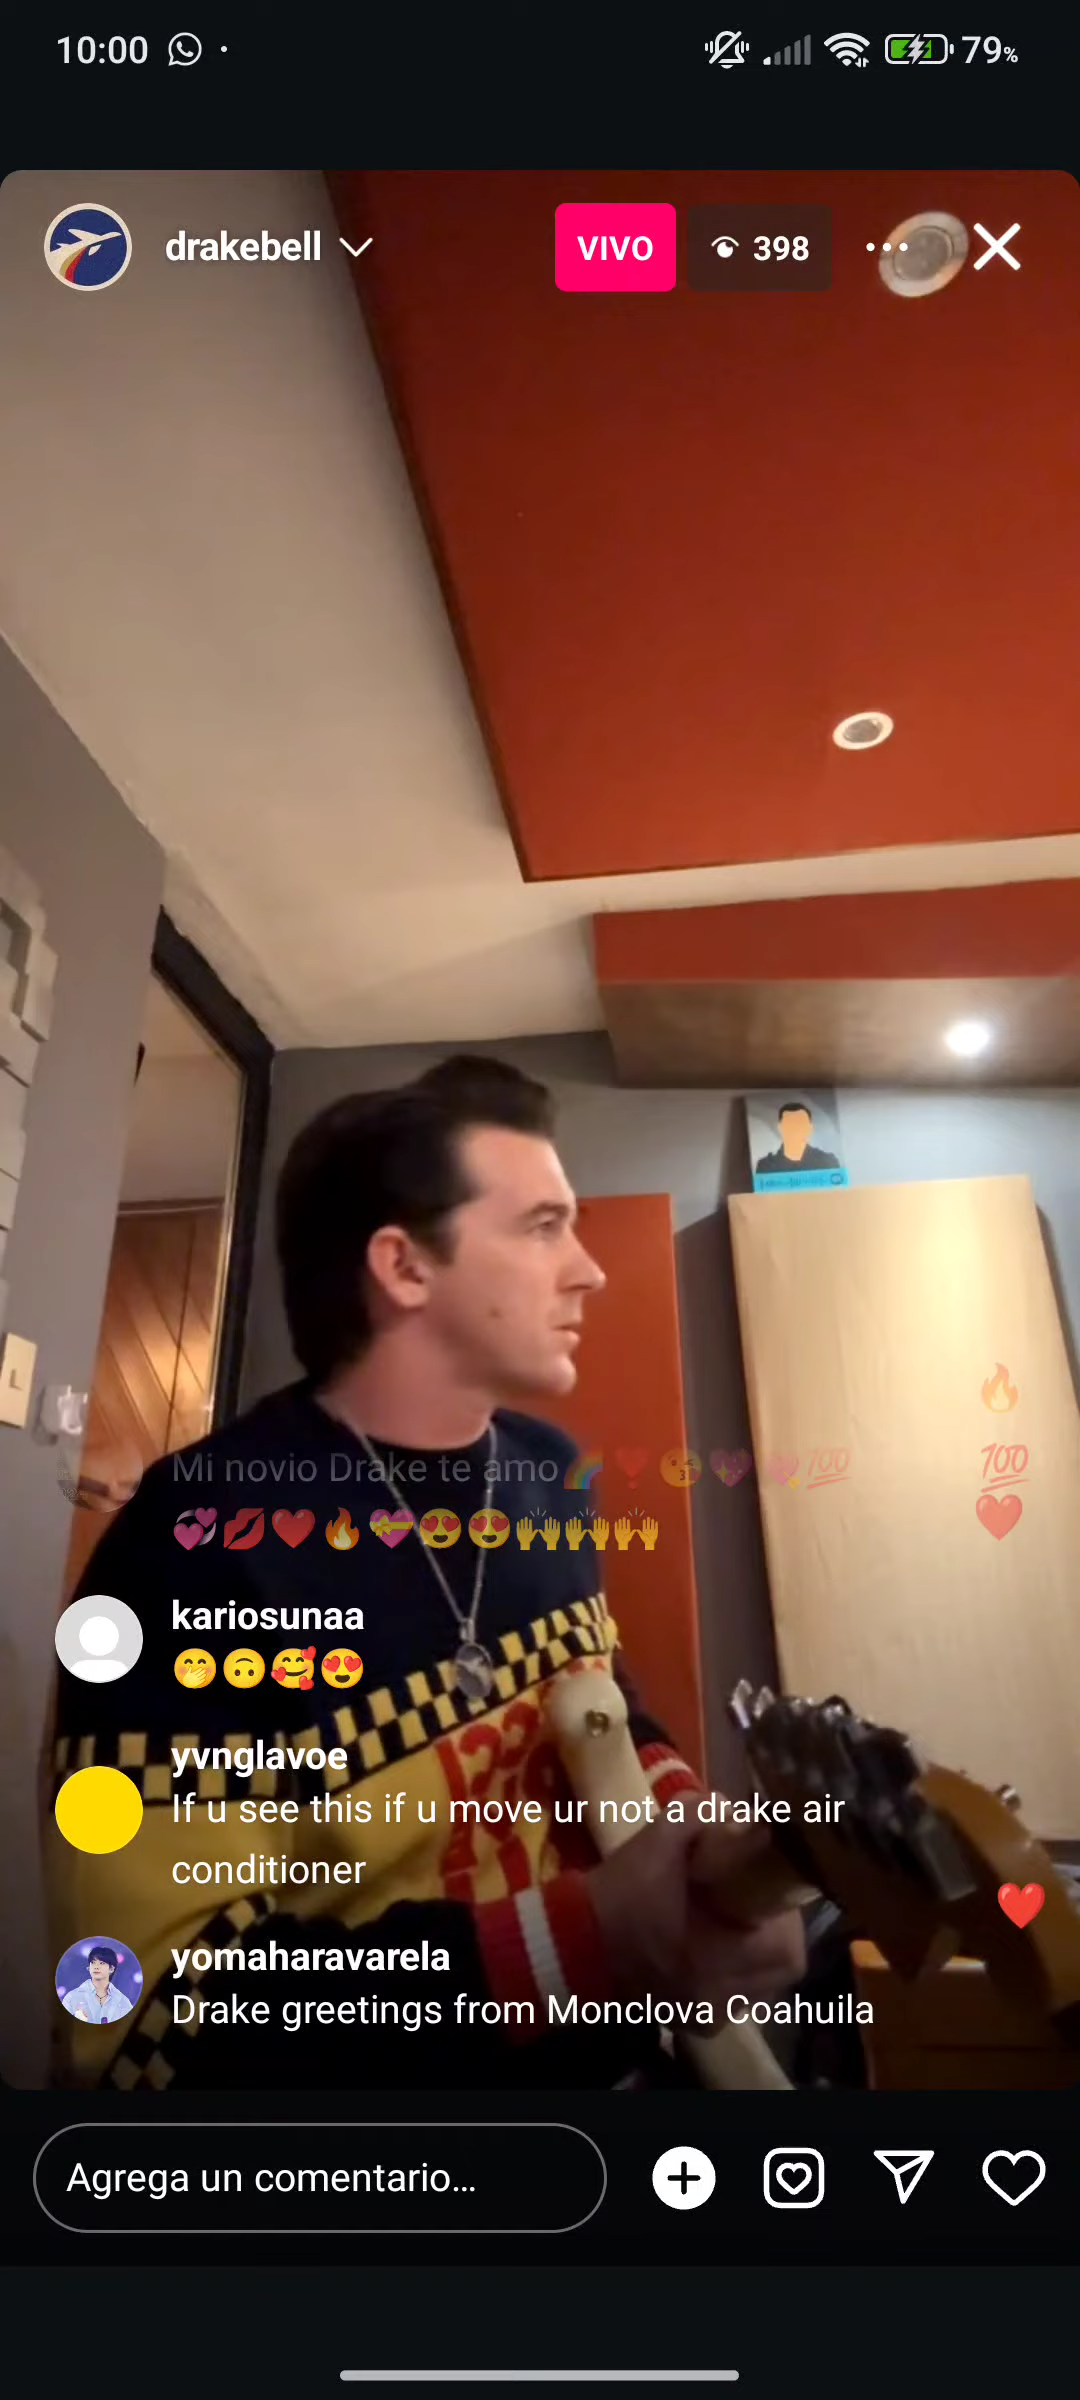 10:00
79%
drakebell
VIVO
398
Mi novio Drake te amo🌈❣️😘💖💘💯
💞💋❤️🔥💝😍😍🙌🙌🙌
kariosunaa
🤭🙃🥰😍
yvnglavoe
If u see this if u move ur not a drake air
conditioner
yomaharavarela
Drake greetings from Monclova Coahuila
Agrega un comentario...